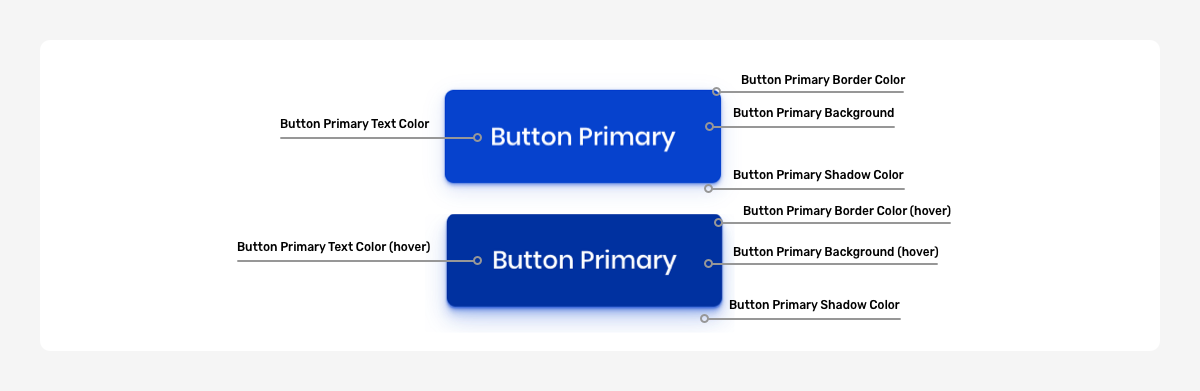 Button Primary Border Color
Button Primary Background
Button Primary Text Color
Button Primary
Button Primary Shadow Color
Button Primary Border Color (hover)
Button Primary Text Color (hover)
Button Primary
Button Primary Background (hover)
Button Primary Shadow Color